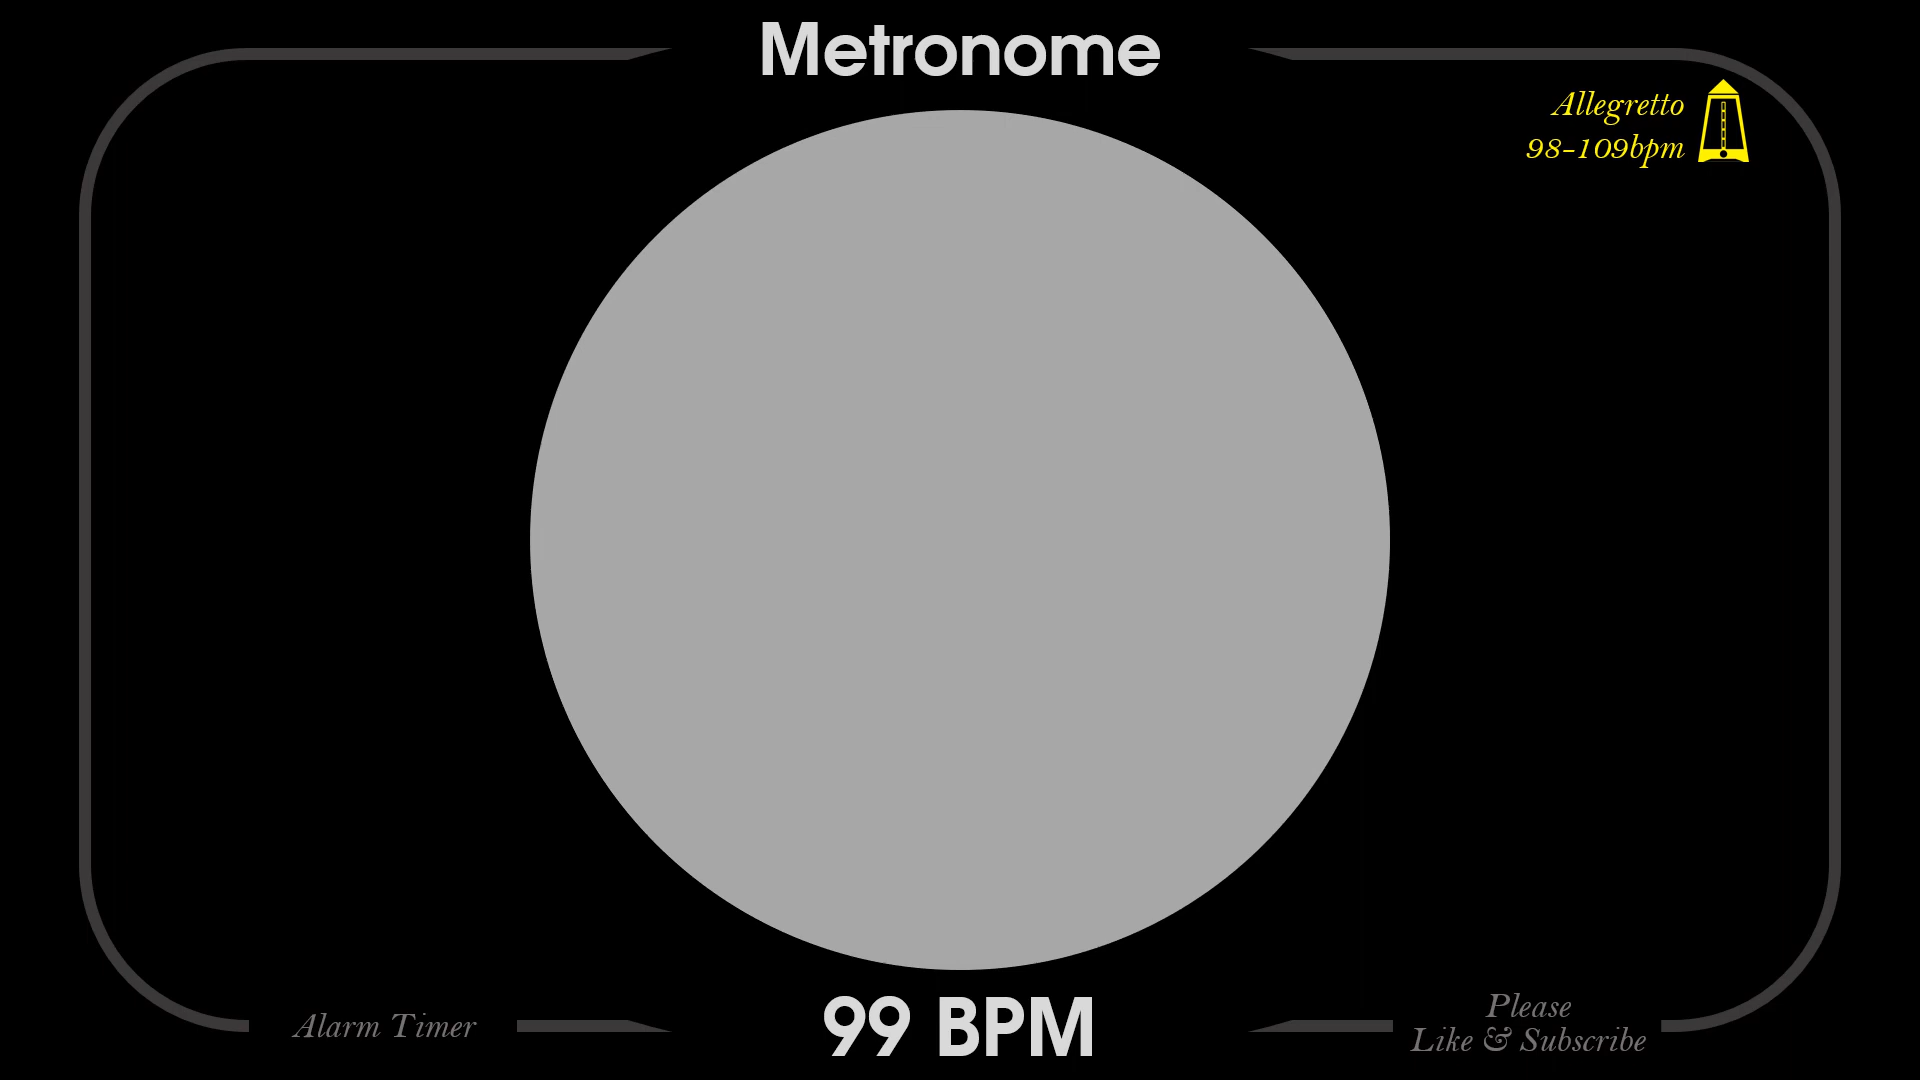 Metronome
Allegretto
98-109bpm
99 BPM
Alarm Timer
Please
Like & Subscribe